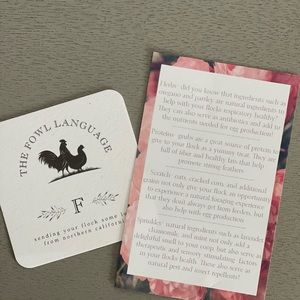 THE FOWL LANGUAGE
F
sending your flock some lo
from northern californi
Herbs- did you know that ingredients such as
oregano and parsley are natural ingredients to
help with your flocks respiratory healthy?
They can also serve as antibiotics and add to
the nutrients needed for egg production!
Proteins- grubs are a great source of protein to
give to your flock as a yummy treat. They are
full of fiber and healthy fats that help
promote strong feathers.
Scratch- oats, cracked corn, and additional
grains not only give your flock an opportunity
to experience a natural foraging experience
that they don't always get from feeders, but
also help with egg production.
Sprinkles- natural ingredients such as lavender,
chamomile, and mint not only add a
delightful smell to your coop, but also serve as
therapeutic and sensory stimulating factors
in your flocks health. These also serve as
natural pest and insect repellents!